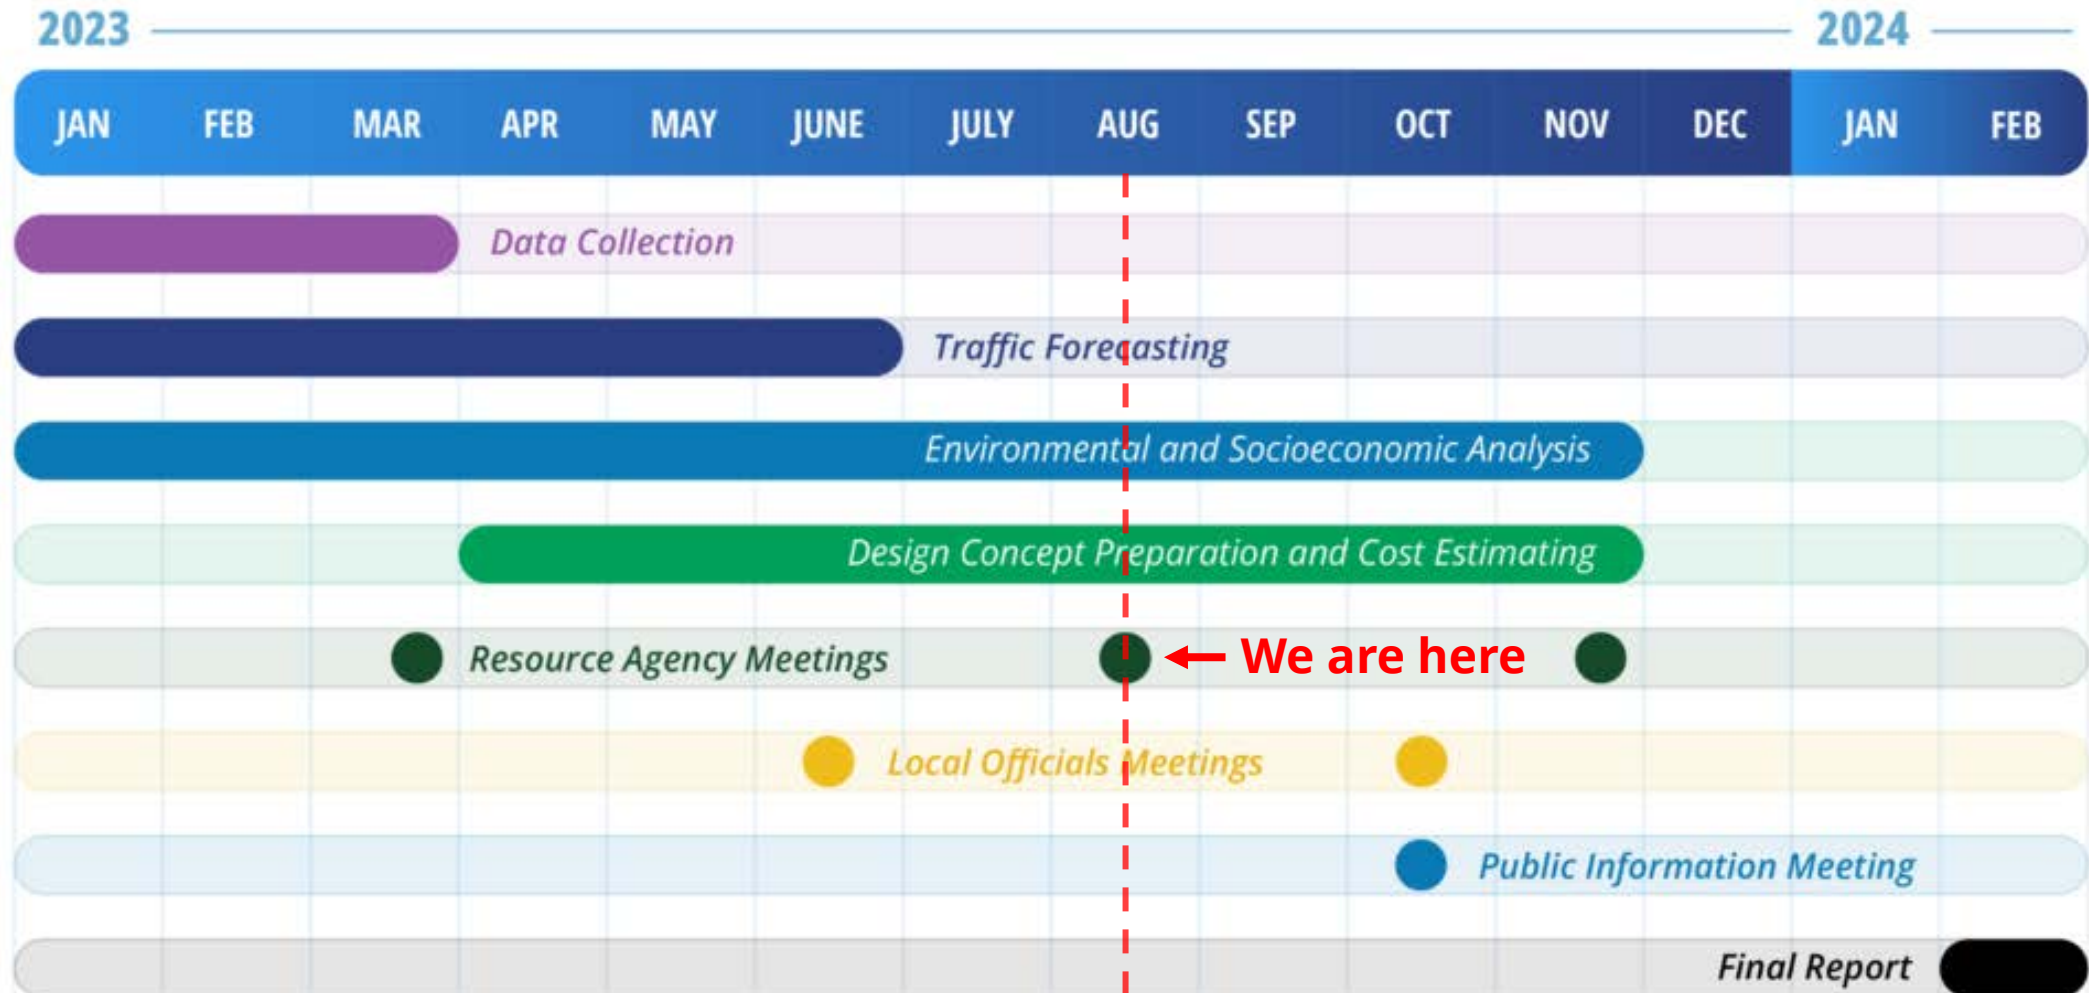 2023 2024
JAN FEB MAR APR MAY JUNE JULY AUG SEP OCT NOV DEC JAN FEB
Data Collection
Traffic Forecasting
Environmental and Socioeconomic Analysis
Design Concept Preparation and Cost Estimating
Resource Agency Meetings We are here
Local Officials Meetings
Public Information Meeting
Final Report